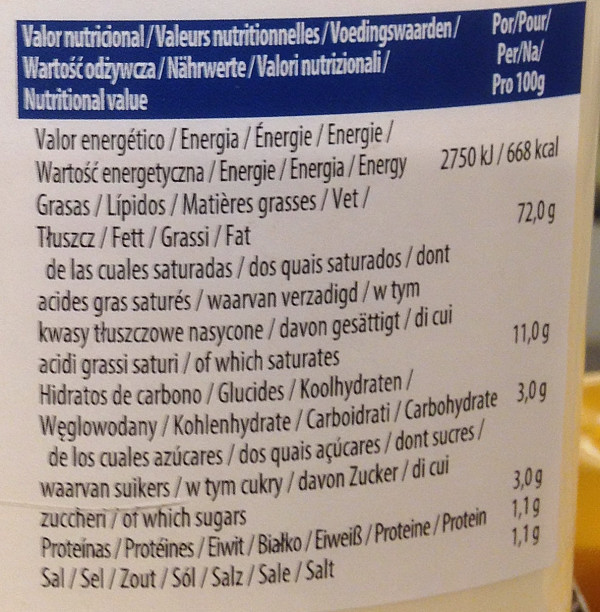 Valor nutricional / Valeurs nutritionnelles / Voedingswaarden / Por/Pour/
Wartość odżywcza / Nährwerte / Valori nutrizionali / Per/Na/
Nutritional value Pro 100g
Valor energético / Energia / Énergie / Energie /
Wartość energetyczna / Energie / Energia / Energy 2750 kJ / 668 kcal
Grasas / Lípidos / Matières grasses / Vet /
Tłuszcz / Fett / Grassi / Fat 72,0 g
de las cuales saturadas / dos quais saturados / dont
acides gras saturés / waarvan verzadigd / w tym
kwasy tłuszczowe nasycone / davon gesättigt / di cui
acidi grassi saturi / of which saturates 11,0 g
Hidratos de carbono / Glucides / Koolhydraten /
Węglowodany / Kohlenhydrate / Carboidrati / Carbohydrate 3,0 g
de los cuales azúcares / dos quais açúcares / dont sucres /
waarvan suikers / w tym cukry / davon Zucker / di cui
zuccheri / of which sugars 3,0 g
Proteínas / Protéines / Eiwit / Białko / Eiweiß / Proteine / Protein 1,1 g
Sal / Sel / Zout / Sól / Salz / Sale / Salt 1,1 g